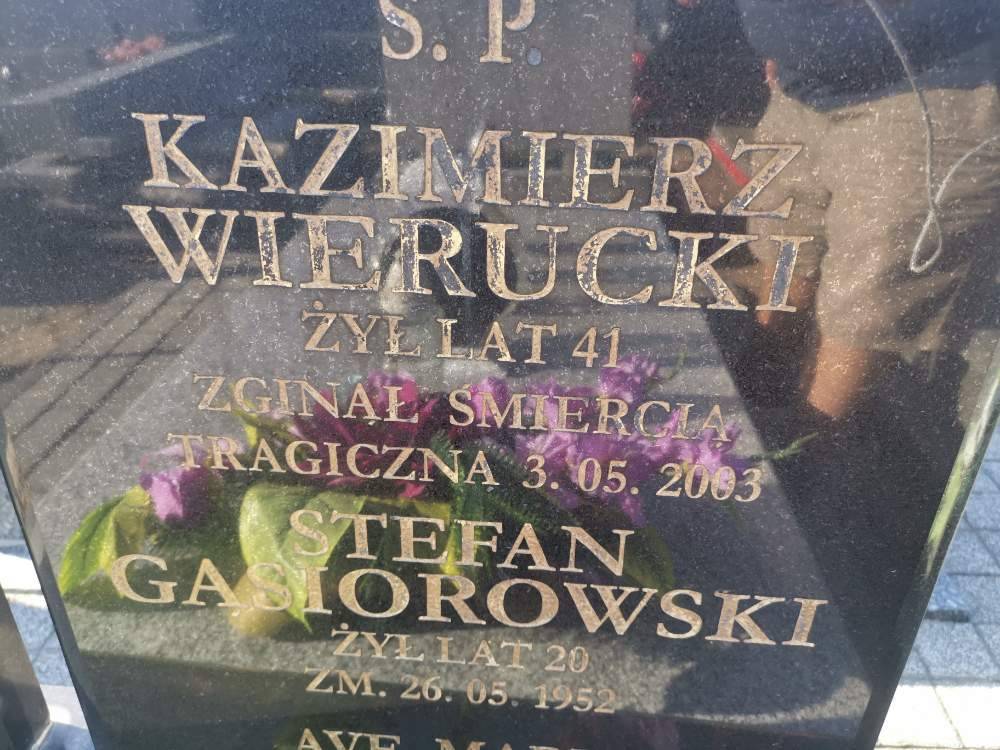 Ś. P.
KAZIMIERZ
WIERUCKI
ŻYŁ LAT 41
ZGINĄŁ ŚMIERCIĄ
TRAGICZNĄ 3. 05. 2003
STEFAN
GĄSIOROWSKI
ŻYŁ LAT 20
ZM. 26. 05. 1952
AVE